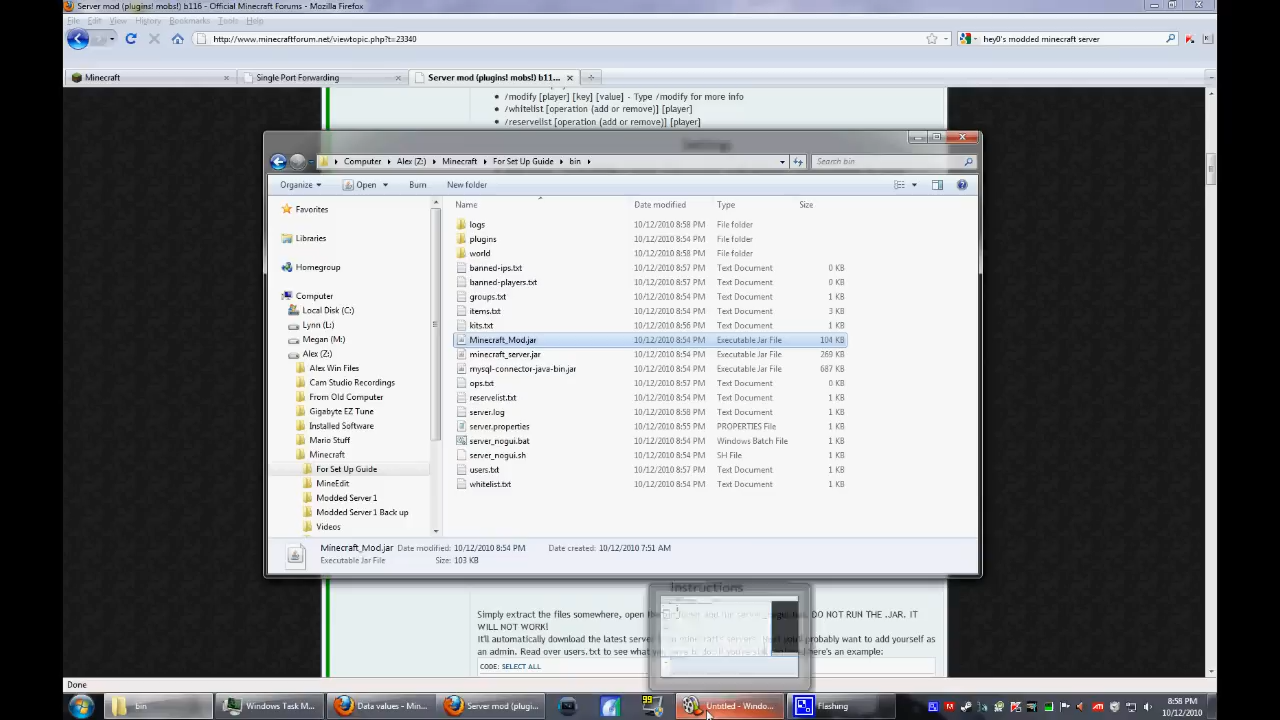 Server mod (plugins! mobs!) b116 - Official Minecraft Forums - Mozilla Firefox
File Edit View History Bookmarks Tools Help
http://www.minecraftforum.net/viewtopic.php?t=23340
hey0's modded minecraft server
Minecraft
Single Port Forwarding
Server mod (plugins! mobs!) b11...
/modify [player] [key] [value] - Type /modify for more info
/whitelist [operation (add or remove)] [player]
/reservelist [operation (add or remove)] [player]
Computer Alex (Z:) Minecraft For Set Up Guide bin
Search bin
Organize Open Burn New folder
Name Date modified Type Size
Favorites
Libraries
Homegroup
Computer
Local Disk (C:)
Lynn (L:)
Megan (M:)
Alex (Z:)
Alex Win Files
Cam Studio Recordings
From Old Computer
Gigabyte EZ Tune
Installed Software
Mario Stuff
Minecraft
For Set Up Guide
MineEdit
Modded Server 1
Modded Server 1 Back up
Videos
logs 10/12/2010 8:58 PM File folder
plugins 10/12/2010 8:54 PM File folder
world 10/12/2010 8:58 PM File folder
banned-ips.txt 10/12/2010 8:57 PM Text Document 0 KB
banned-players.txt 10/12/2010 8:57 PM Text Document 0 KB
groups.txt 10/12/2010 8:54 PM Text Document 1 KB
items.txt 10/12/2010 8:54 PM Text Document 3 KB
kits.txt 10/12/2010 8:56 PM Text Document 1 KB
Minecraft_Mod.jar 10/12/2010 8:54 PM Executable Jar File 104 KB
minecraft_server.jar 10/12/2010 8:54 PM Executable Jar File 269 KB
mysql-connector-java-bin.jar 10/12/2010 8:54 PM Executable Jar File 687 KB
ops.txt 10/12/2010 8:54 PM Text Document 0 KB
reservelist.txt 10/12/2010 8:54 PM Text Document 1 KB
server.log 10/12/2010 8:58 PM Text Document 1 KB
server.properties 10/12/2010 8:55 PM PROPERTIES File 1 KB
server_nogui.bat 10/12/2010 8:54 PM Windows Batch File 1 KB
server_nogui.sh 10/12/2010 8:54 PM SH File 1 KB
users.txt 10/12/2010 8:57 PM Text Document 1 KB
whitelist.txt 10/12/2010 8:54 PM Text Document 1 KB
Minecraft_Mod.jar Date modified: 10/12/2010 8:54 PM Date created: 10/12/2010 7:51 AM
Executable Jar File Size: 103 KB
Instructions
Simply extract the files somewhere, open the DO NOT RUN THE .JAR. IT
WILL NOT WORK!
It'll automatically download the latest server probably want to add yourself as
an admin. Read over users.txt to see what here's an example:
CODE: SELECT ALL
Done
bin
Windows Task M...
Data values - Min...
Server mod (plug...
99
Untitled - Windo...
Flashing
8:58 PM
10/12/2010